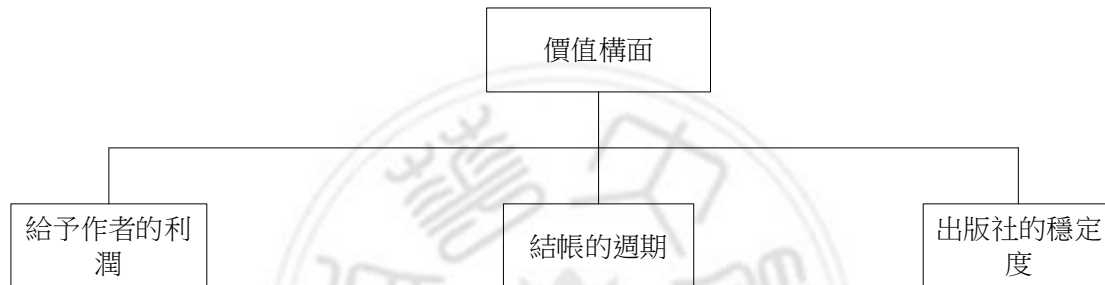 價值構面
給予作者的利
潤
結帳的週期
出版社的穩定
度